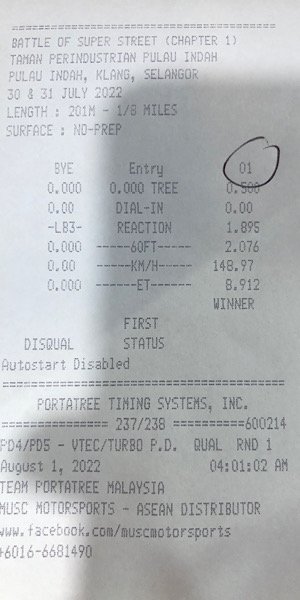 ==================================
BATTLE OF SUPER STREET (CHAPTER 1)
TAMAN PERINDUSTRIAN PULAU INDAH
PULAU INDAH, KLANG, SELANGOR
30 & 31 JULY 2022
LENGTH : 201M - 1/8 MILES
SURFACE : NO-PREP
BYE Entry 01
0.000 0.000 TREE 0.500
0.00 DIAL-IN 0.00
-LB3- REACTION 1.895
0.000 -----60FT------ 2.076
0.00 -----KM/H------ 148.97
0.000 ------ET------- 8.912
WINNER
FIRST
DISQUAL STATUS
Autostart Disabled
==================================
PORTATREE TIMING SYSTEMS, INC.
============== 237/238 ==========600214
PD4/PD5 - VTEC/TURBO P.D. QUAL RND 1
August 1, 2022 04:01:02 AM
TEAM PORTATREE MALAYSIA
MUSC MOTORSPORTS - ASEAN DISTRIBUTOR
www.facebook.com/muscmotorsports
+6016-6681490